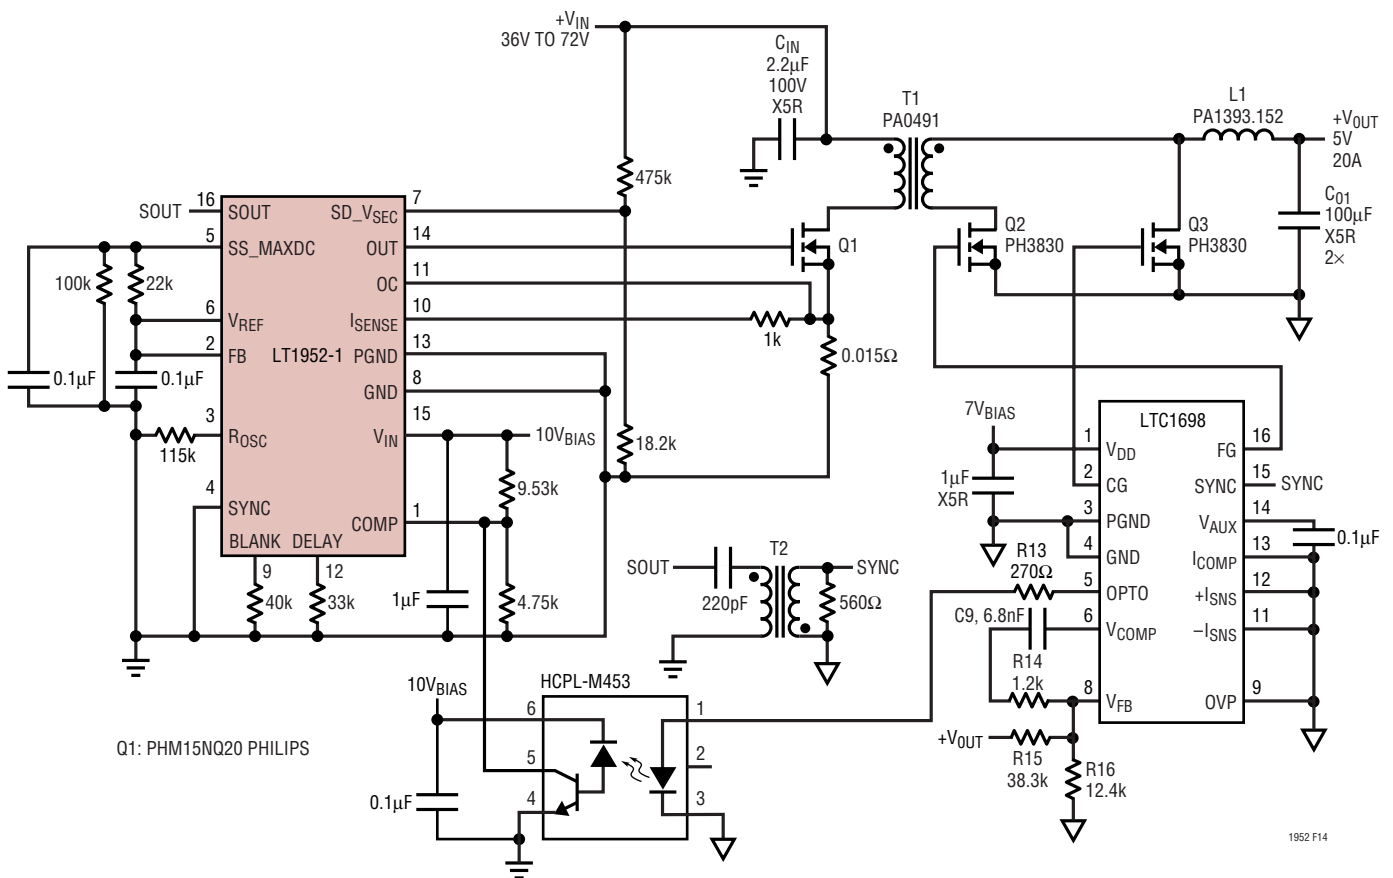 +VIN
36V TO 72V
CIN
2.2µF
100V
X5R
T1
PA0491
L1
PA1393.152
+VOUT
5V
20A
475k
C01
100µF
X5R
2×
SOUT
16
SOUT
SD_VSEC
7
5
SS_MAXDC
OUT
14
Q1
Q2
PH3830
Q3
PH3830
100k
22k
OC
11
6
VREF
ISENSE
10
1k
2
FB
LT1952-1
PGND
13
0.015Ω
0.1µF
0.1µF
GND
8
3
ROSC
115k
VIN
15
10VBIAS
18.2k
9.53k
4
SYNC
COMP
1
BLANK
DELAY
9
12
40k
33k
1µF
4.75k
7VBIAS
LTC1698
1
VDD
FG
16
1µF
X5R
2
CG
SYNC
15
SYNC
3
PGND
VAUX
14
0.1µF
4
GND
ICOMP
13
R13
270Ω
5
OPTO
+ISNS
12
C9, 6.8nF
6
VCOMP
–ISNS
11
R14
1.2k
8
VFB
OVP
9
+VOUT
R15
38.3k
R16
12.4k
SOUT
220pF
T2
SYNC
560Ω
10VBIAS
HCPL-M453
6
1
5
2
4
3
0.1µF
Q1: PHM15NQ20 PHILIPS
1952 F14